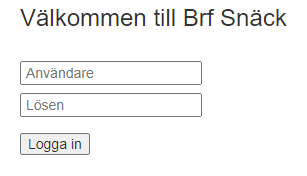 Välkommen till Brf Snäck
Användare
Lösen
Logga in